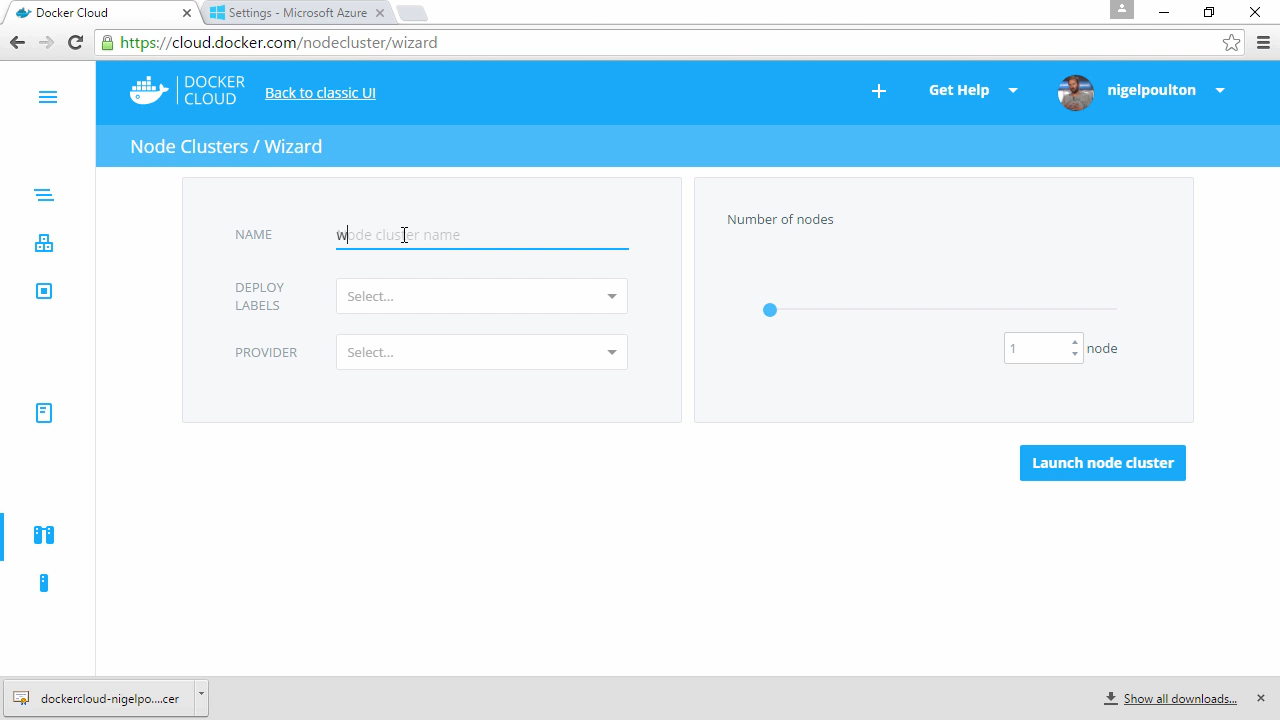 Docker Cloud
Settings - Microsoft Azure
https://cloud.docker.com/nodecluster/wizard
DOCKER
CLOUD
Back to classic UI
Get Help
nigelpoulton
Node Clusters / Wizard
NAME
w
ode cluster name
DEPLOY
LABELS
Select...
PROVIDER
Select...
Number of nodes
1
node
Launch node cluster
dockercloud-nigelpo....cer
Show all downloads...